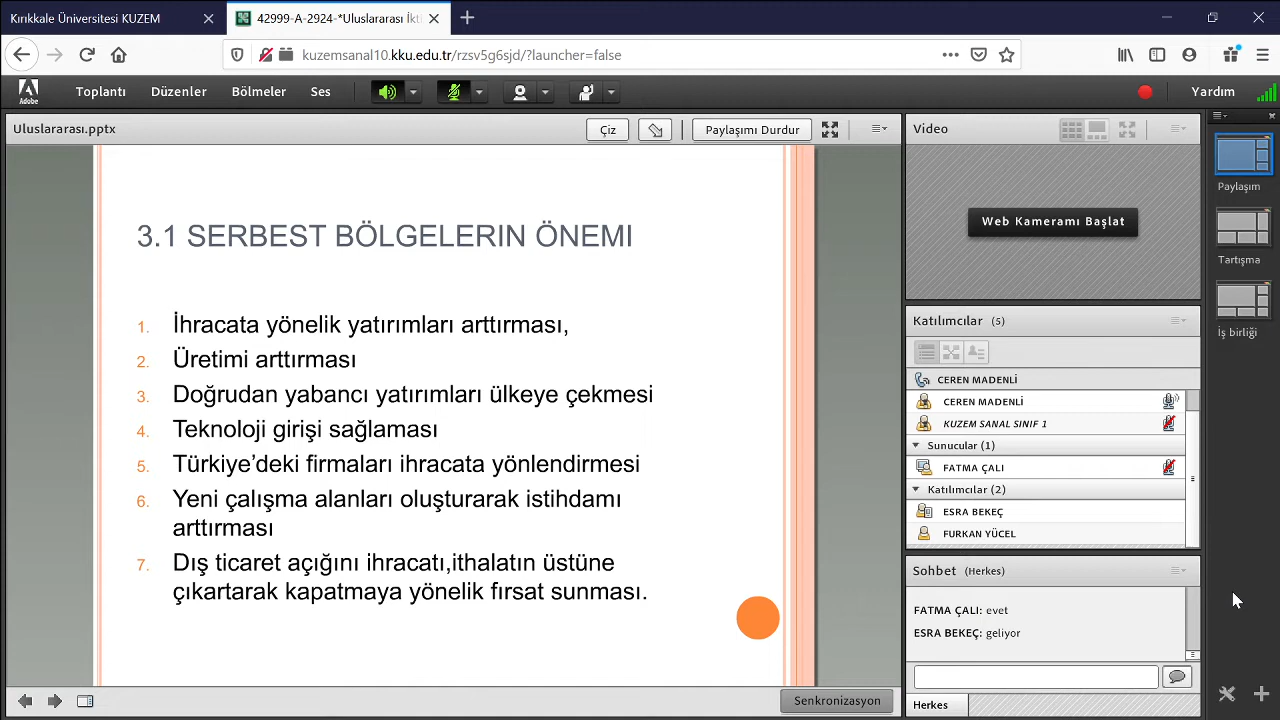 Kırıkkale Üniversitesi KUZEM
42999-A-2924-*Uluslararası İkti
kuzemsanal10.kku.edu.tr/rzsv5g6sjd/?launcher=false
Adobe
Toplantı Düzenler Bölmeler Ses Yardım
Uluslararası.pptx
Çiz
Paylaşımı Durdur
3.1 SERBEST BÖLGELERIN ÖNEMI
1. İhracata yönelik yatırımları arttırması,
2. Üretimi arttırması
3. Doğrudan yabancı yatırımları ülkeye çekmesi
4. Teknoloji girişi sağlaması
5. Türkiye'deki firmaları ihracata yönlendirmesi
6. Yeni çalışma alanları oluşturarak istihdamı
arttırması
7. Dış ticaret açığını ihracatı,ithalatın üstüne
çıkartarak kapatmaya yönelik fırsat sunması.
Senkronizasyon
Video
Web Kameramı Başlat
Katılımcılar (5)
CEREN MADENLİ
CEREN MADENLİ
KUZEM SANAL SINIF 1
Sunucular (1)
FATMA ÇALI
Katılımcılar (2)
ESRA BEKEÇ
FURKAN YÜCEL
Sohbet (Herkes)
FATMA ÇALI: evet
ESRA BEKEÇ: geliyor
Herkes
Paylaşım
Tartışma
İş birliği